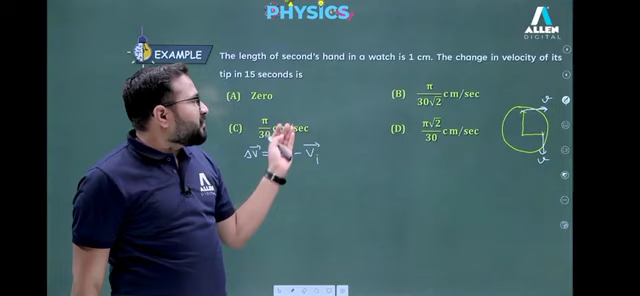 PHYSICS
ALLEN
DIGITAL
EXAMPLE
The length of second's hand in a watch is 1 cm. The change in velocity of its
tip in 15 seconds is
(A) Zero
(B) π/30√2 cm/sec
(C) π/30 sec
(D) π√2/30 cm/sec
v
v
Δv⃗ = - V⃗i
ALLEN